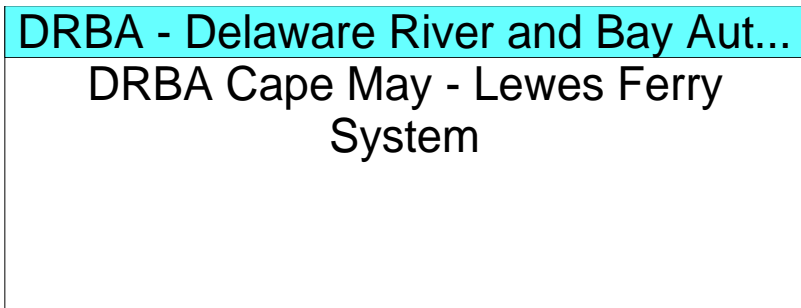 DRBA - Delaware River and Bay Aut...
DRBA Cape May - Lewes Ferry
System